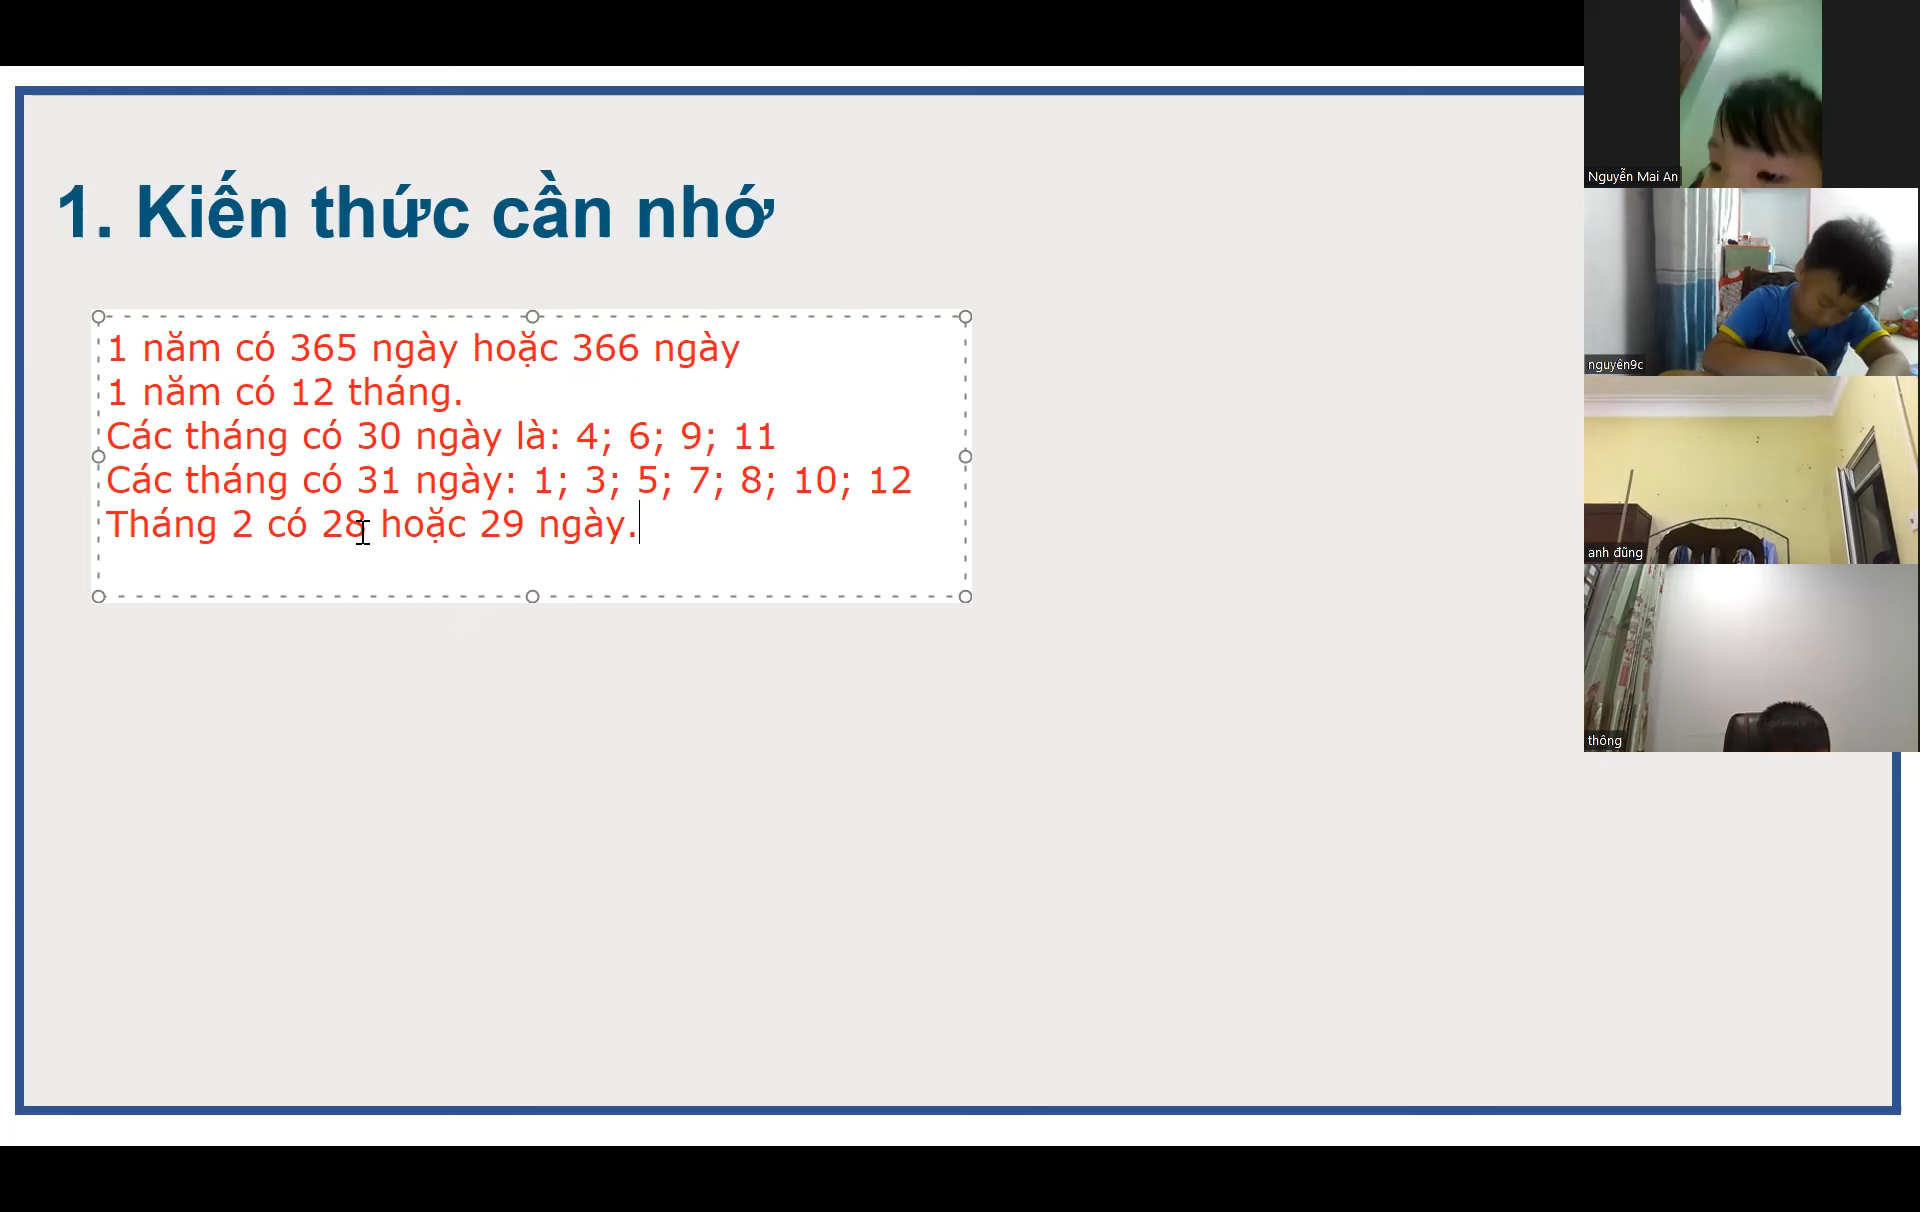 1. Kiến thức cần nhớ
1 năm có 365 ngày hoặc 366 ngày
1 năm có 12 tháng.
Các tháng có 30 ngày là: 4; 6; 9; 11
Các tháng có 31 ngày: 1; 3; 5; 7; 8; 10; 12
Tháng 2 có 28 hoặc 29 ngày.
Nguyễn Mai An
nguyên9c
anh đũng
thông